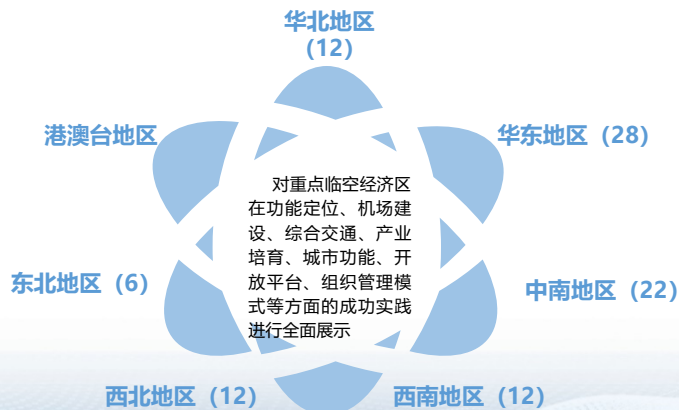 华北地区
（12）
港澳台地区
华东地区（28）
对重点临空经济区
在功能定位、机场建
设、综合交通、产业
培育、城市功能、开
放平台、组织管理模
式等方面的成功实践
进行全面展示
东北地区（6）
中南地区（22）
西北地区（12）
西南地区（12）